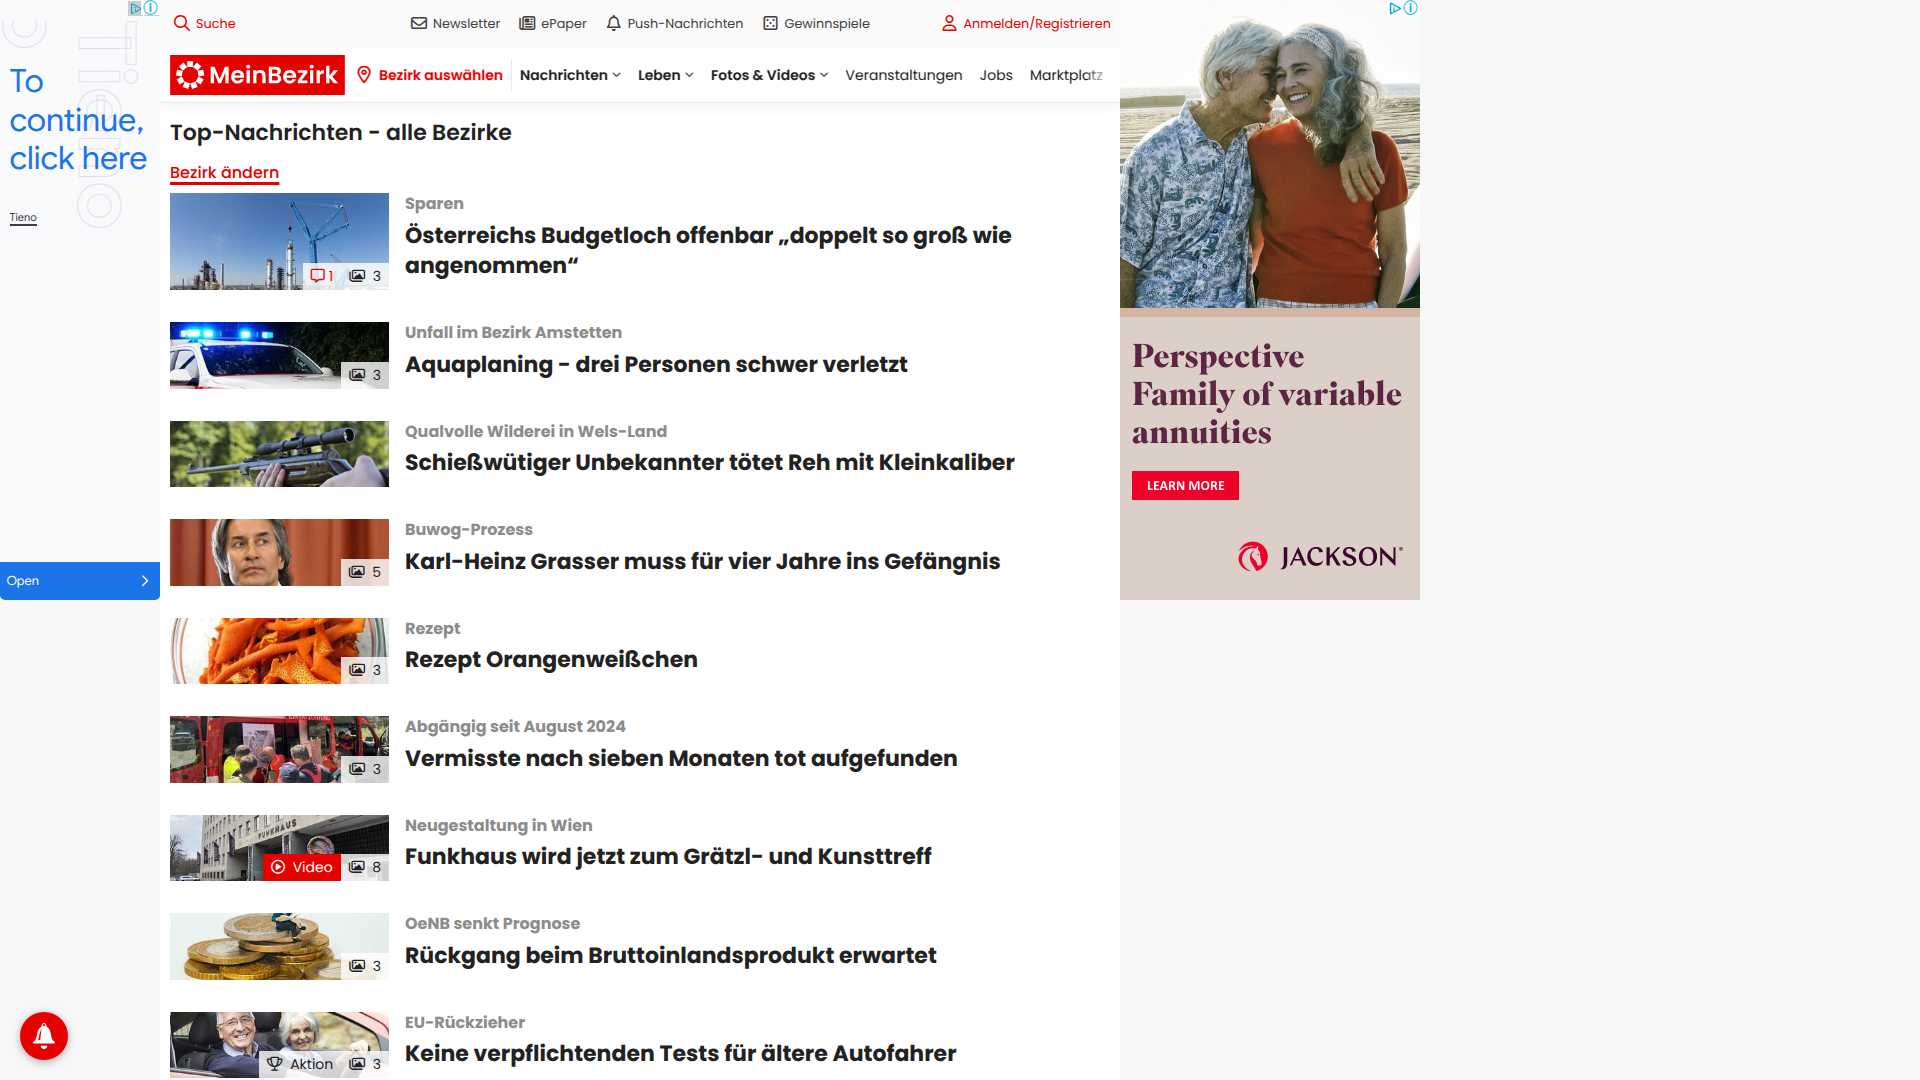 Suche
Newsletter
ePaper
Push-Nachrichten
Gewinnspiele
Anmelden/Registrieren
MeinBezirk
Bezirk auswählen
Nachrichten
Leben
Fotos & Videos
Veranstaltungen
Jobs
Marktplatz
To
continue,
click here
Tieno
Open
Top-Nachrichten - alle Bezirke
Bezirk ändern
1
3
Sparen
Österreichs Budgetloch offenbar „doppelt so groß wie
angenommen“
3
Unfall im Bezirk Amstetten
Aquaplaning - drei Personen schwer verletzt
Qualvolle Wilderei in Wels-Land
Schießwütiger Unbekannter tötet Reh mit Kleinkaliber
5
Buwog-Prozess
Karl-Heinz Grasser muss für vier Jahre ins Gefängnis
3
Rezept
Rezept Orangenweißchen
3
Abgängig seit August 2024
Vermisste nach sieben Monaten tot aufgefunden
FUNKHAUS
Video
8
Neugestaltung in Wien
Funkhaus wird jetzt zum Grätzl- und Kunsttreff
3
OeNB senkt Prognose
Rückgang beim Bruttoinlandsprodukt erwartet
Aktion
3
EU-Rückzieher
Keine verpflichtenden Tests für ältere Autofahrer
Perspective
Family of variable
annuities
LEARN MORE
JACKSON®